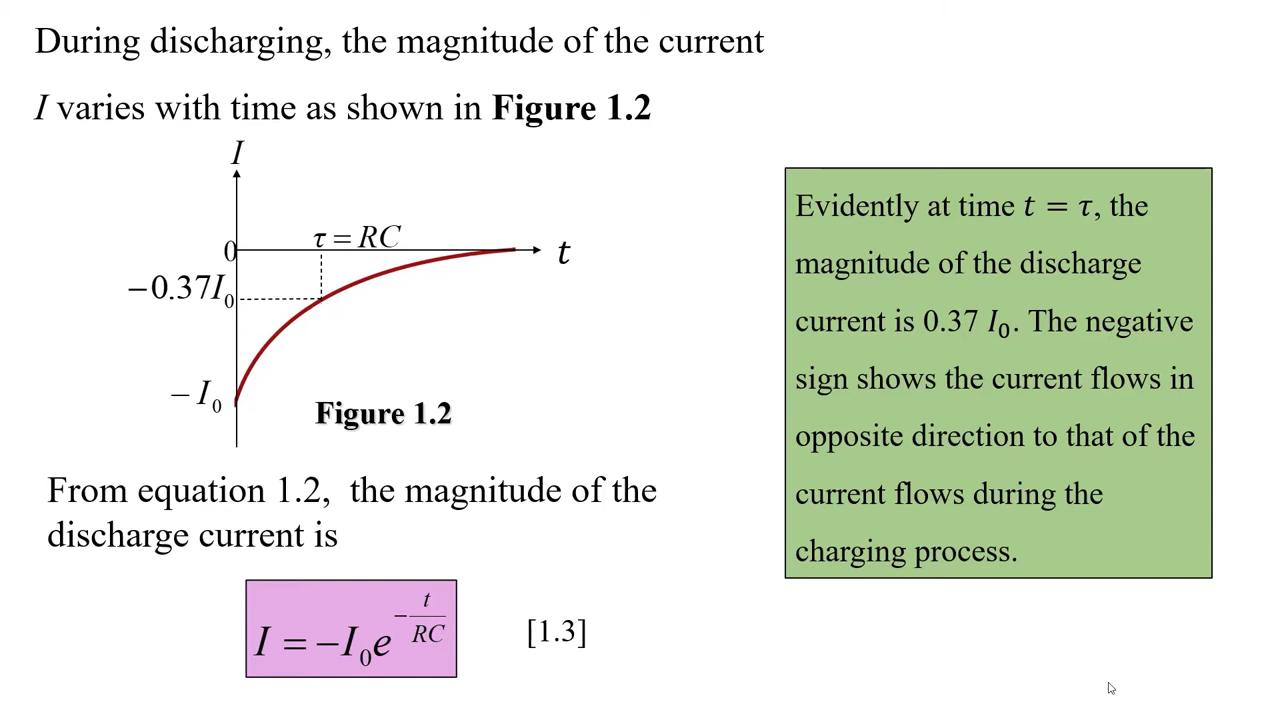 During discharging, the magnitude of the current
I varies with time as shown in Figure 1.2
I
τ = RC
0
t
−0.37I₀
− I₀
Figure 1.2
From equation 1.2, the magnitude of the
discharge current is
I = −I₀e^(−t/RC) [1.3]
Evidently at time t = τ, the
magnitude of the discharge
current is 0.37 I₀. The negative
sign shows the current flows in
opposite direction to that of the
current flows during the
charging process.